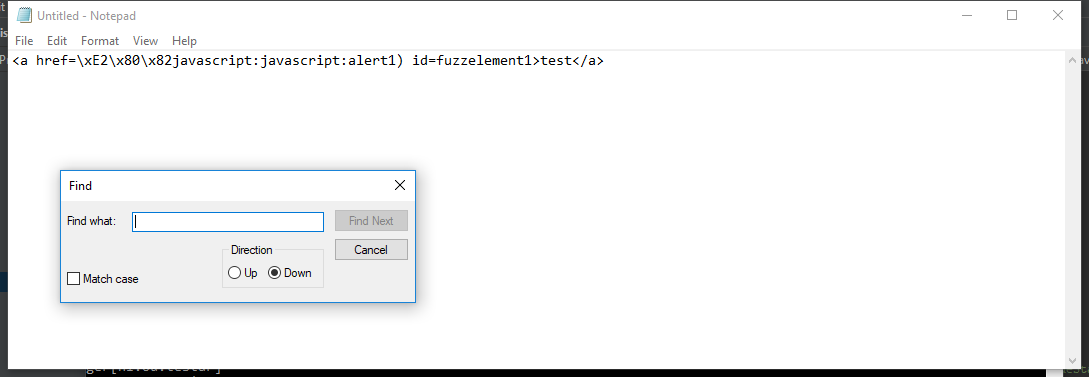 Untitled - Notepad
File Edit Format View Help
<a href=\xE2\x80\x82javascript:javascript:alert1) id=fuzzelement1>test</a>
Find
Find what:
Find Next
Direction
Cancel
Up Down
Match case